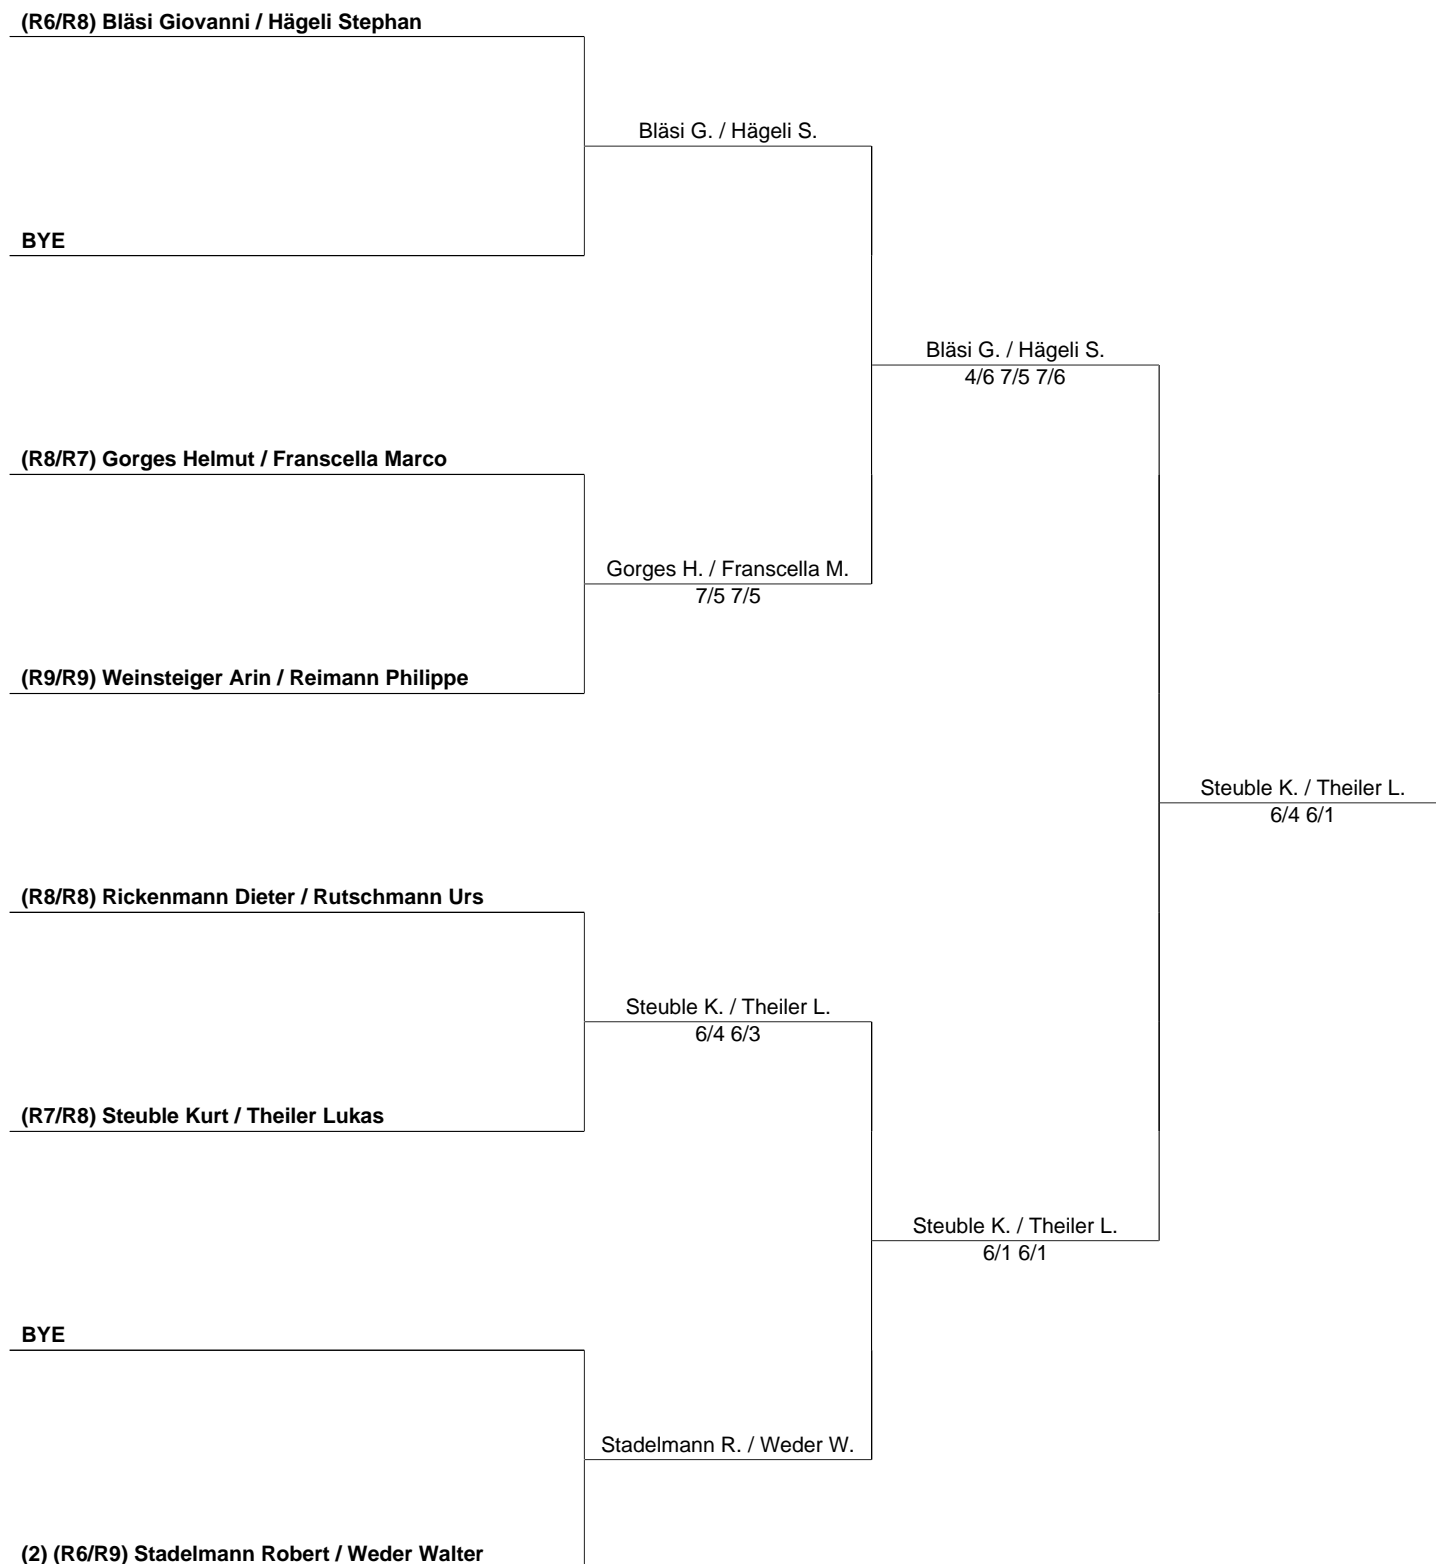 (R6/R8) Bläsi Giovanni / Hägeli Stephan
Bläsi G. / Hägeli S.
BYE
Bläsi G. / Hägeli S.
4/6 7/5 7/6
(R8/R7) Gorges Helmut / Franscella Marco
Gorges H. / Franscella M.
7/5 7/5
(R9/R9) Weinsteiger Arin / Reimann Philippe
Steuble K. / Theiler L.
6/4 6/1
(R8/R8) Rickenmann Dieter / Rutschmann Urs
Steuble K. / Theiler L.
6/4 6/3
(R7/R8) Steuble Kurt / Theiler Lukas
Steuble K. / Theiler L.
6/1 6/1
BYE
Stadelmann R. / Weder W.
(2) (R6/R9) Stadelmann Robert / Weder Walter